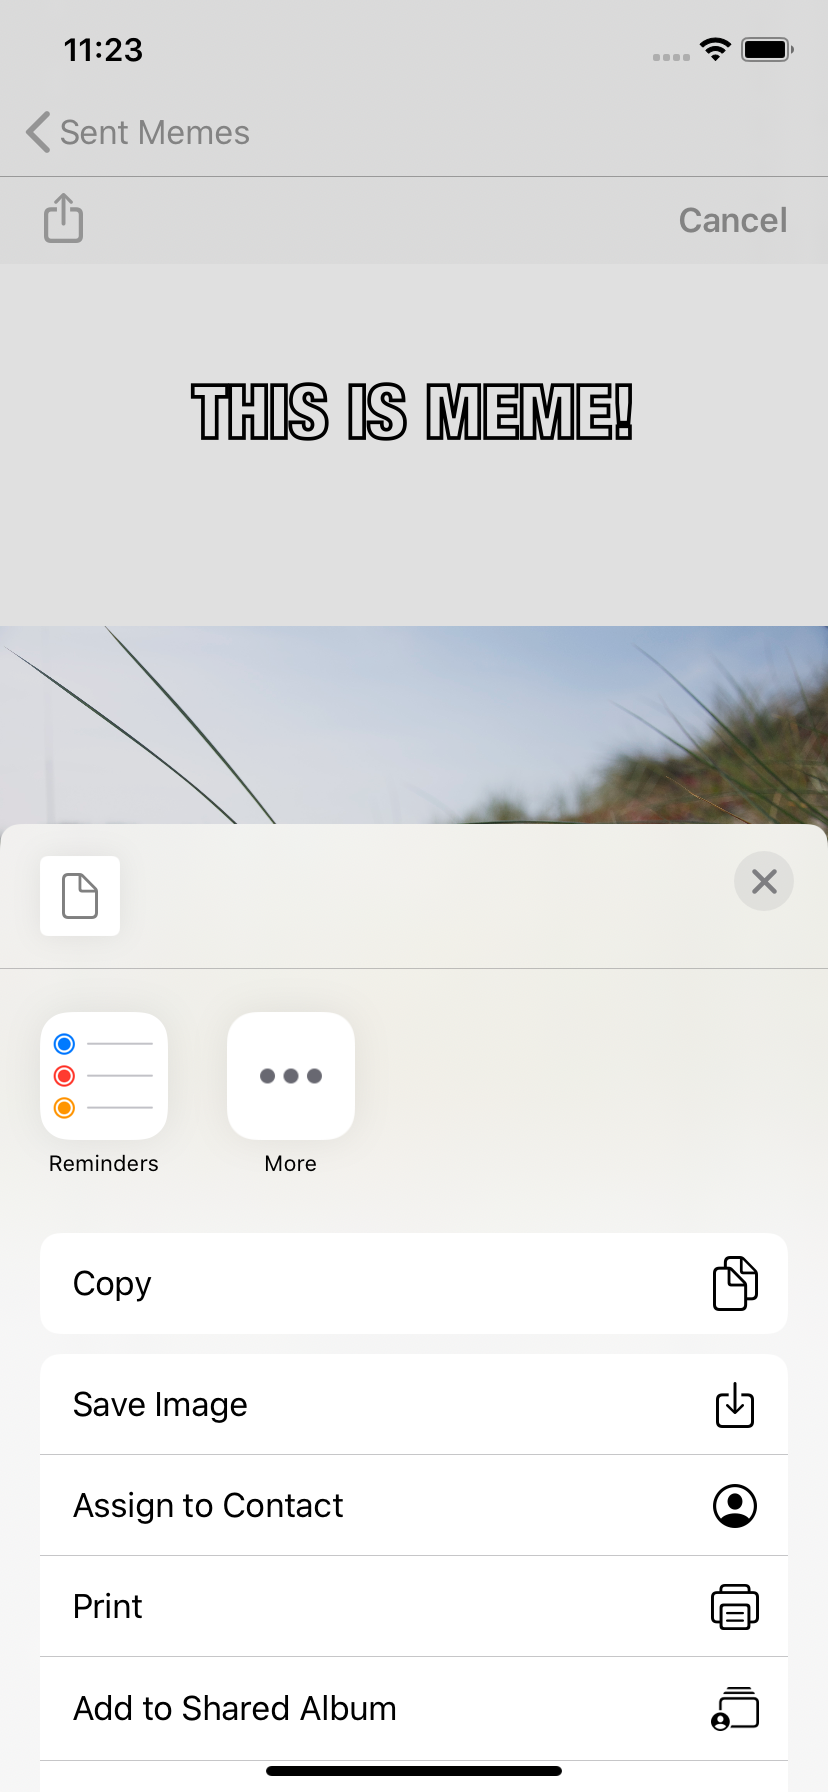 11:23
Sent Memes
Cancel
THIS IS MEME!
Reminders
More
Copy
Save Image
Assign to Contact
Print
Add to Shared Album